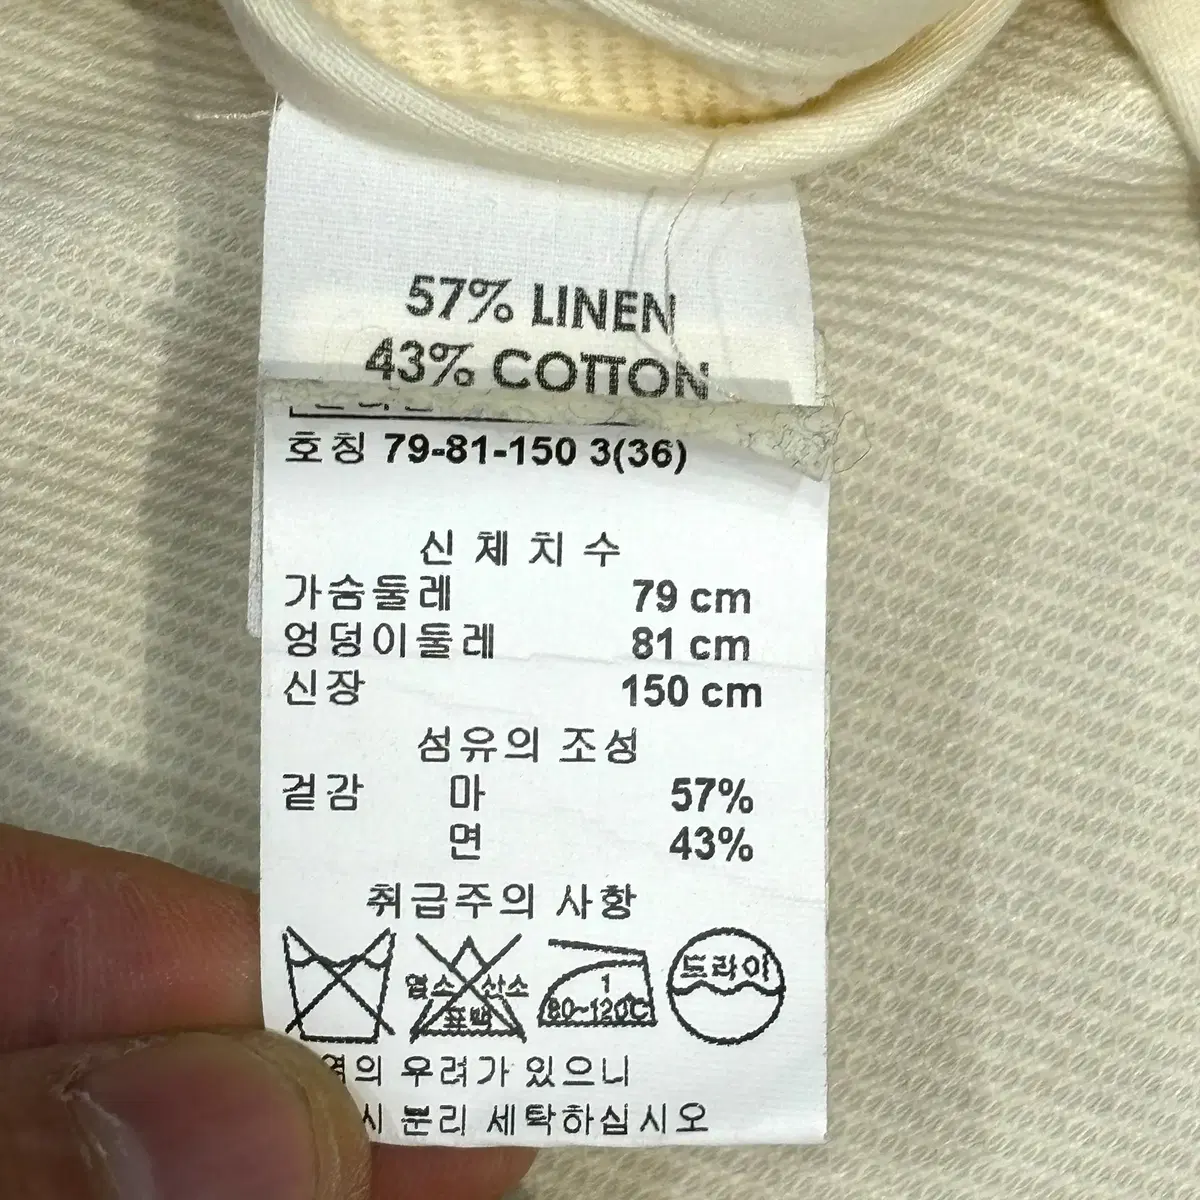 57% LINEN
43% COTTON
호칭 79-81-150 3(36)
신체치수
가슴둘레 79 cm
엉덩이둘레 81 cm
신장 150 cm
섬유의 조성
겉감 마 57%
면 43%
취급주의 사항
염소 산소
표백
1
80~120℃
드라이
우려가 있으니
분리 세탁하십시오